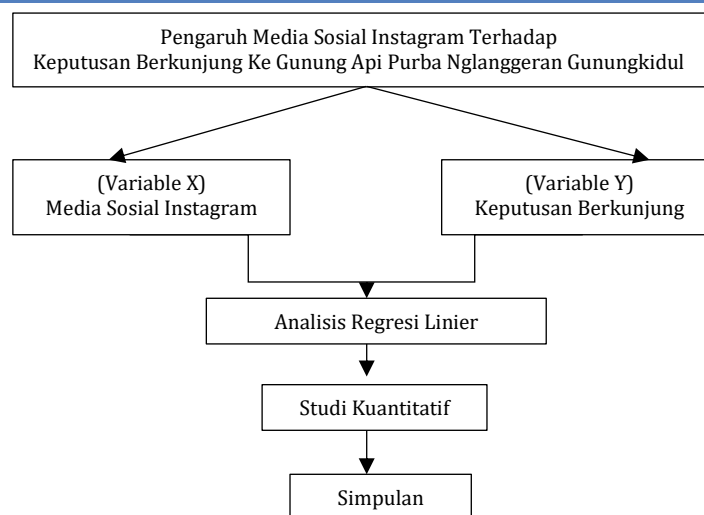 Pengaruh Media Sosial Instagram Terhadap
Keputusan Berkunjung Ke Gunung Api Purba Nglanggeran Gunungkidul
(Variable X)
Media Sosial Instagram
(Variable Y)
Keputusan Berkunjung
Analisis Regresi Linier
Studi Kuantitatif
Simpulan